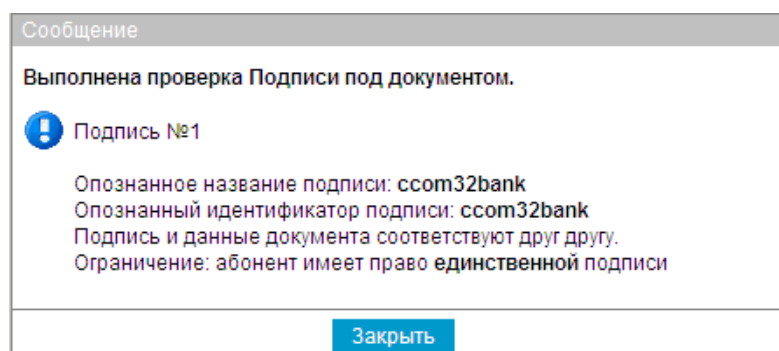 Сообщение
Выполнена проверка Подписи под документом.
Подпись №1
Опознанное название подписи: ccom32bank
Опознанный идентификатор подписи: ccom32bank
Подпись и данные документа соответствуют друг другу.
Ограничение: абонент имеет право единственной подписи
Закрыть